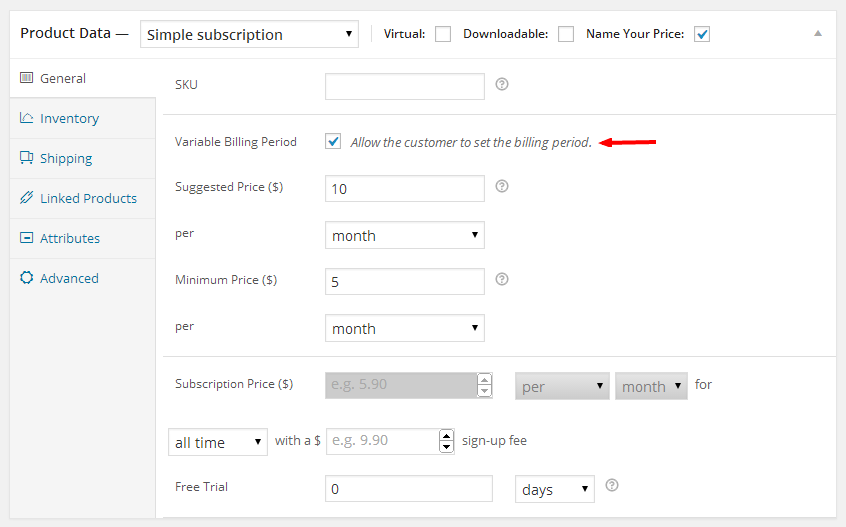 Product Data — Simple subscription Virtual: Downloadable: Name Your Price:
General
Inventory
Shipping
Linked Products
Attributes
Advanced
SKU
Variable Billing Period Allow the customer to set the billing period.
Suggested Price ($) 10
per month
Minimum Price ($) 5
per month
Subscription Price ($) e.g. 5.90 per month for
all time with a $ e.g. 9.90 sign-up fee
Free Trial 0 days